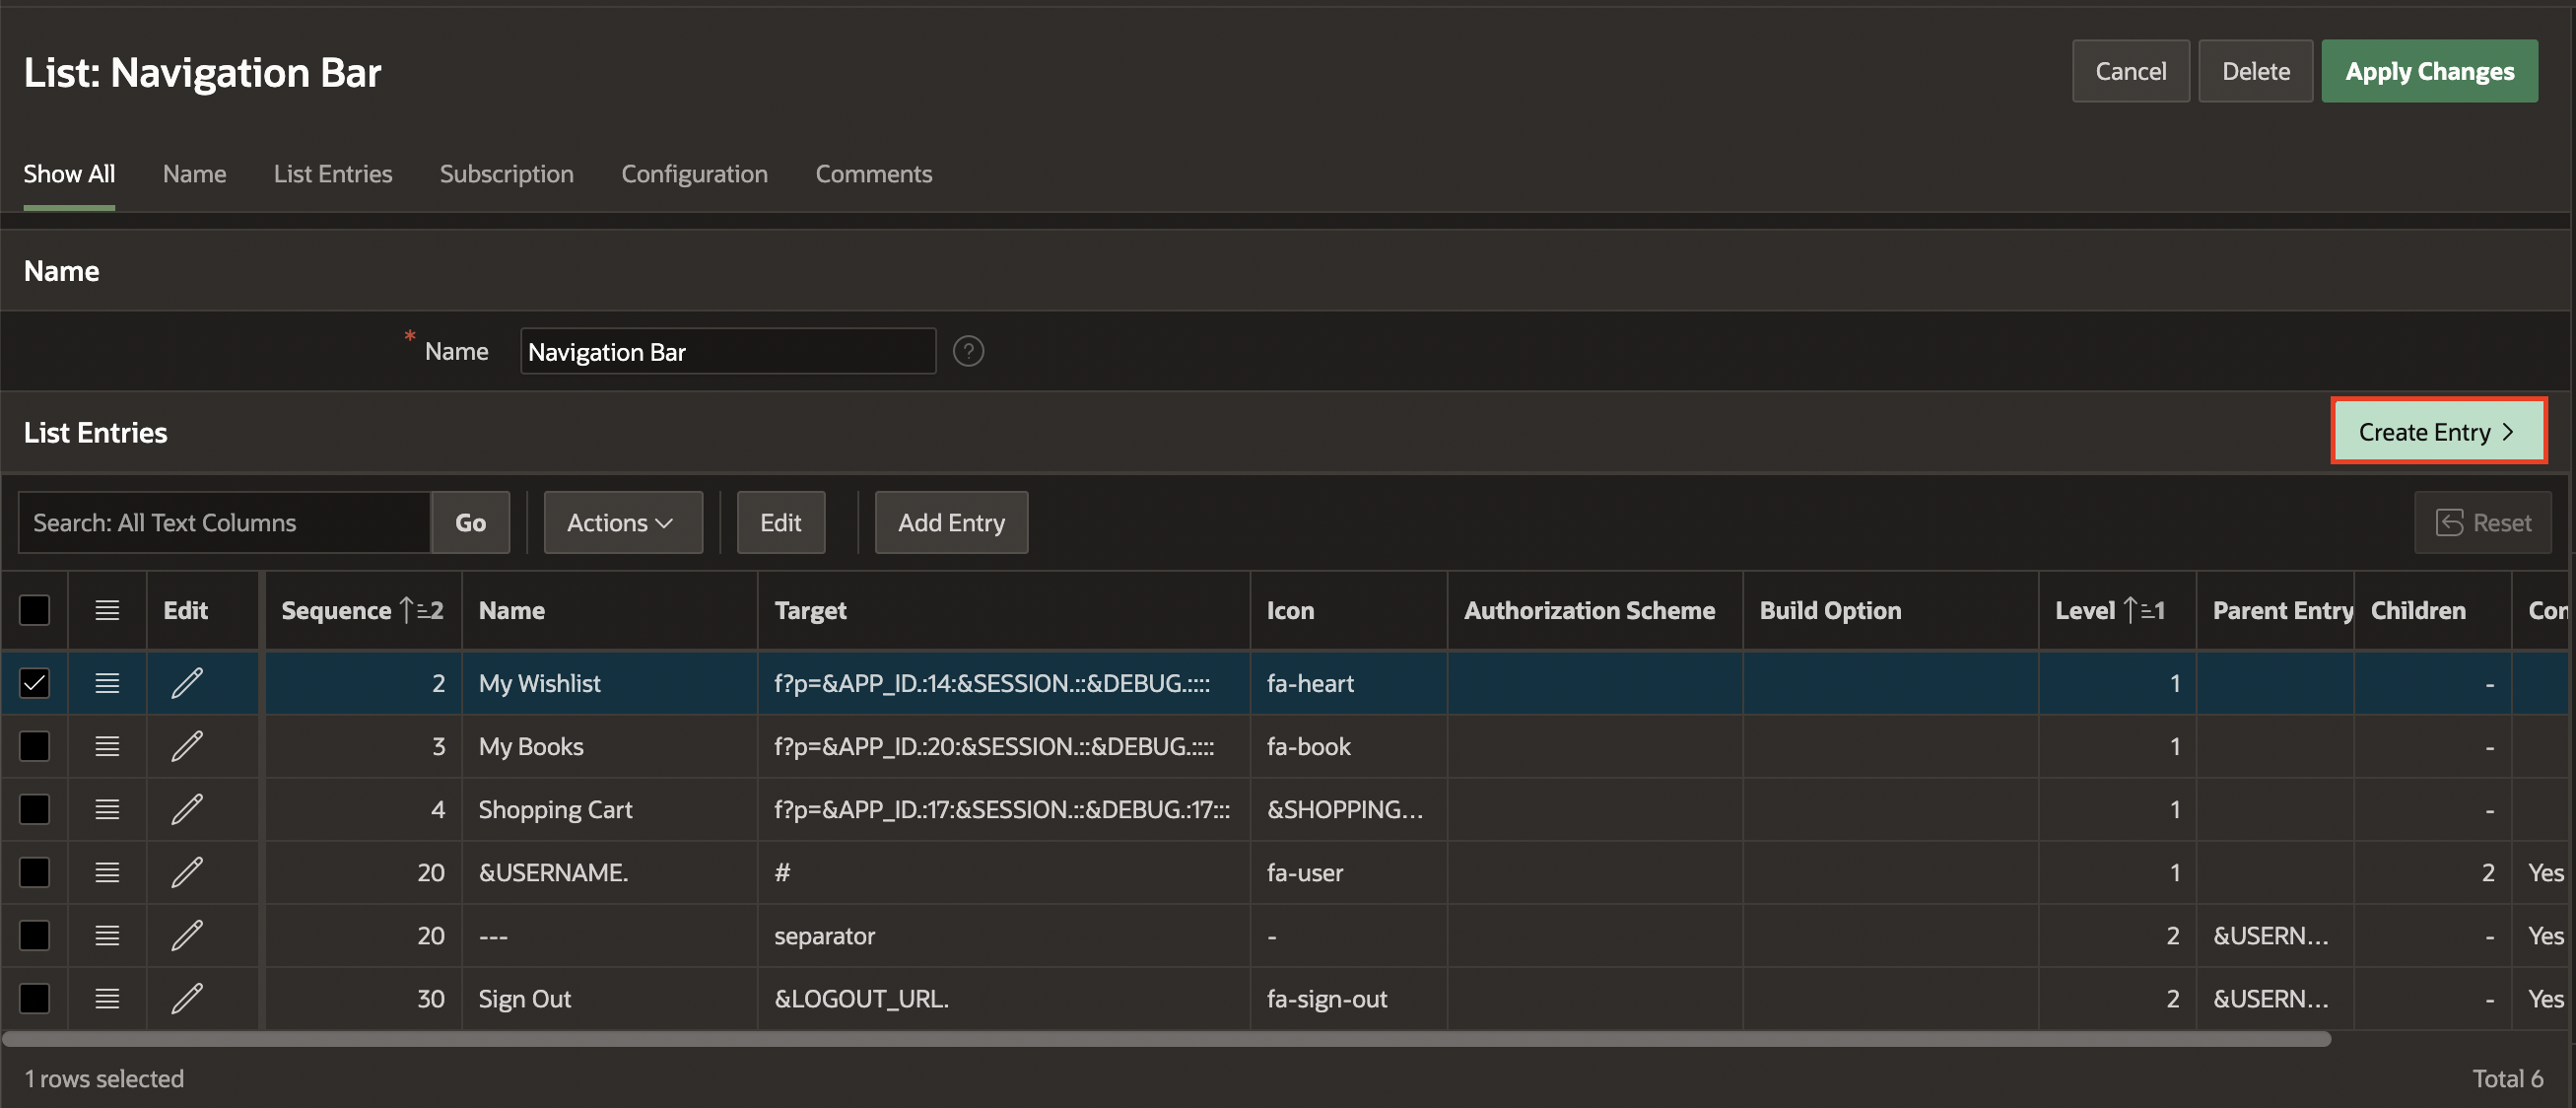 List: Navigation Bar
Cancel Delete Apply Changes
Show All Name List Entries Subscription Configuration Comments
Name
* Name Navigation Bar ?
List Entries Create Entry >
Search: All Text Columns Go Actions Edit Add Entry Reset
Edit Sequence 2 Name Target Icon Authorization Scheme Build Option Level 1 Parent Entry Children Con
2 My Wishlist f?p=&APP_ID.:14:&SESSION.::&DEBUG.:::: fa-heart 1 -
3 My Books f?p=&APP_ID.:20:&SESSION.::&DEBUG.:::: fa-book 1 -
4 Shopping Cart f?p=&APP_ID.:17:&SESSION.::&DEBUG.:17::: &SHOPPING... 1 -
20 &USERNAME. # fa-user 1 2 Yes
20 --- separator - 2 &USERN... - Yes
30 Sign Out &LOGOUT_URL. fa-sign-out 2 &USERN... - Yes
1 rows selected Total 6